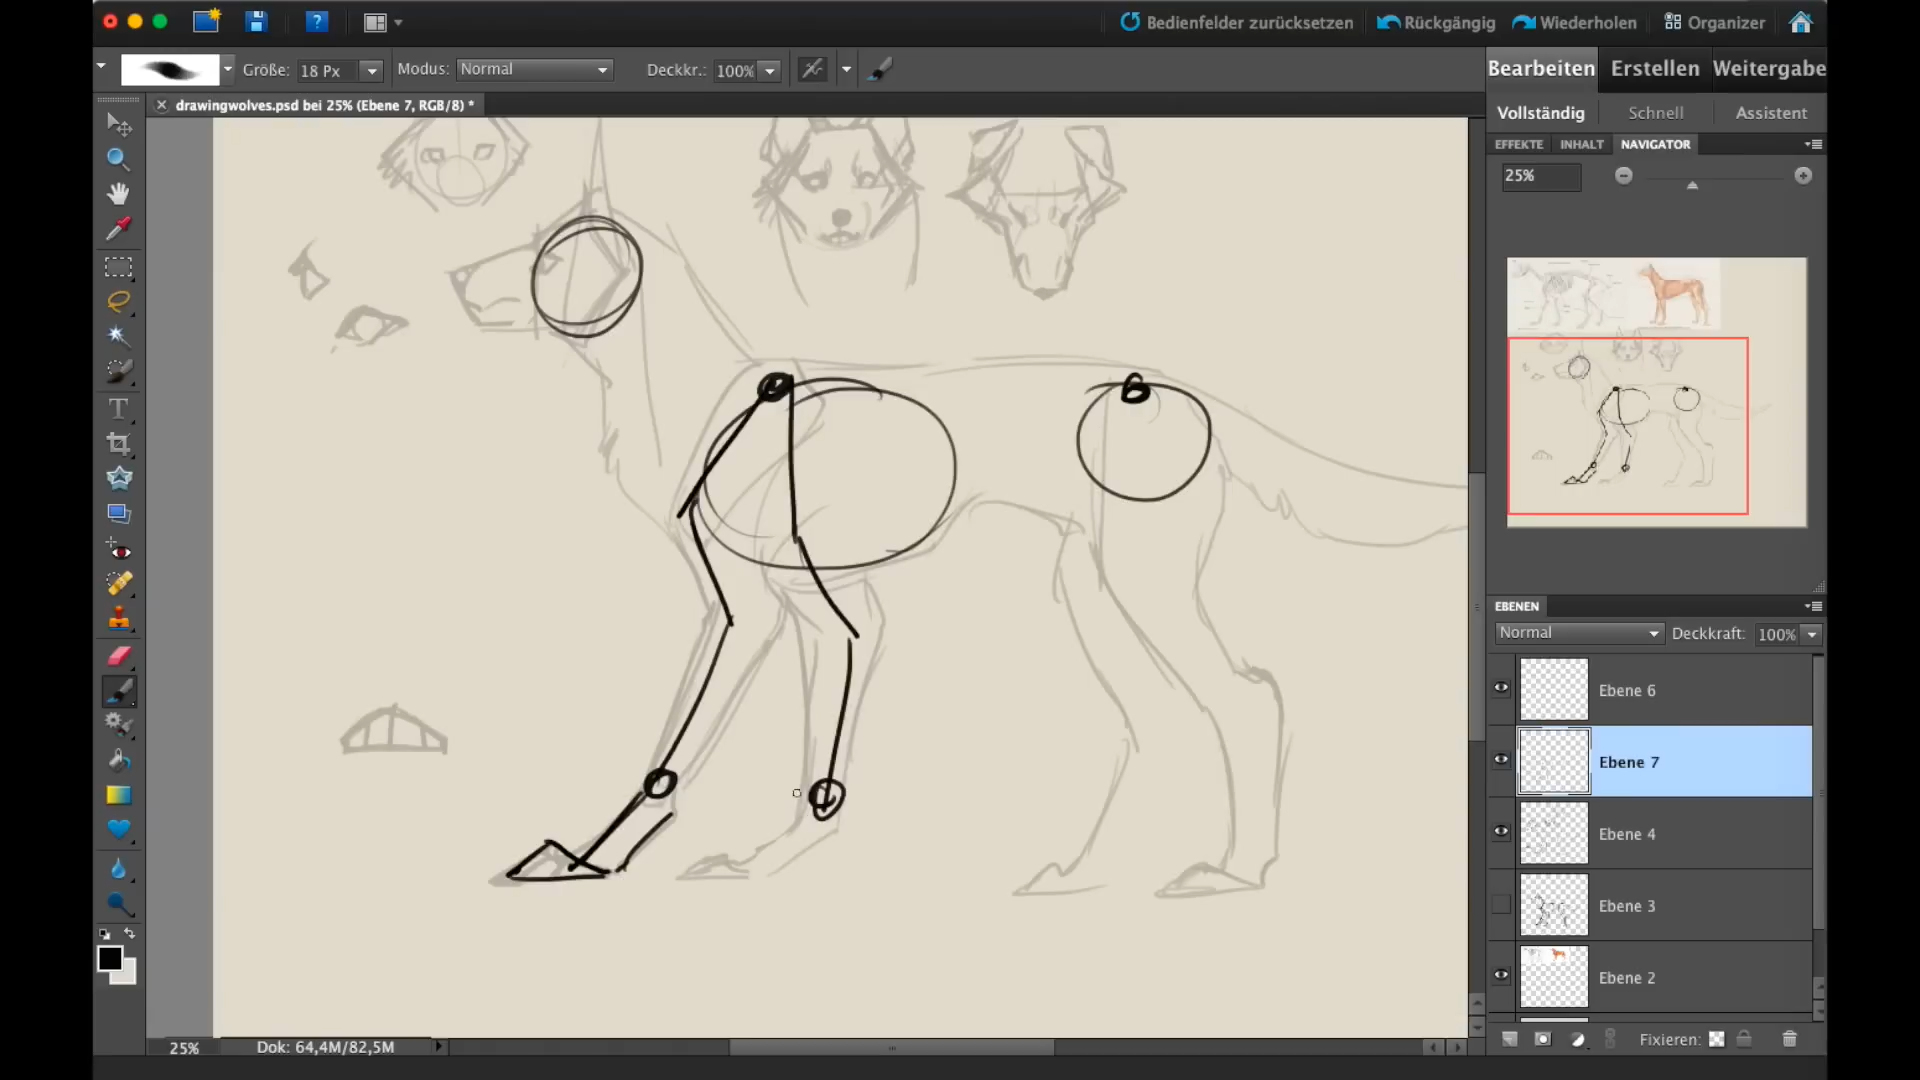 Bedienfelder zurücksetzen Rückgängig Wiederholen Organizer
Größe: 18 Px Modus: Normal Deckkr.: 100%
Bearbeiten Erstellen Weitergabe
drawingwolves.psd bei 25% (Ebene 7, RGB/8) *
Vollständig Schnell Assistent
EFFEKTE INHALT NAVIGATOR
25%
EBENEN
Normal Deckkraft: 100%
Ebene 6
Ebene 7
Ebene 4
Ebene 3
Ebene 2
Fixieren:
25% Dok: 64,4M/82,5M